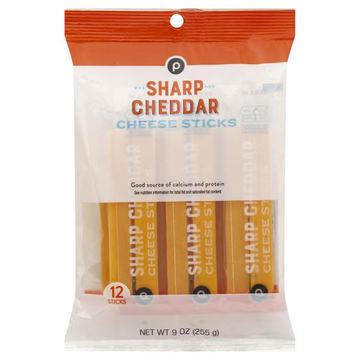 P
SHARP
CHEDDAR
CHEESE STICKS
Good source of calcium and protein
See nutrition information for total fat and saturated fat content
SHARP CHEDDAR
CHEESE STICKS
SHARP CHEDDAR
CHEESE STICKS
SHARP CHEDDAR
CHEESE STICKS
12
STICKS
NET WT 9 OZ (255 g)